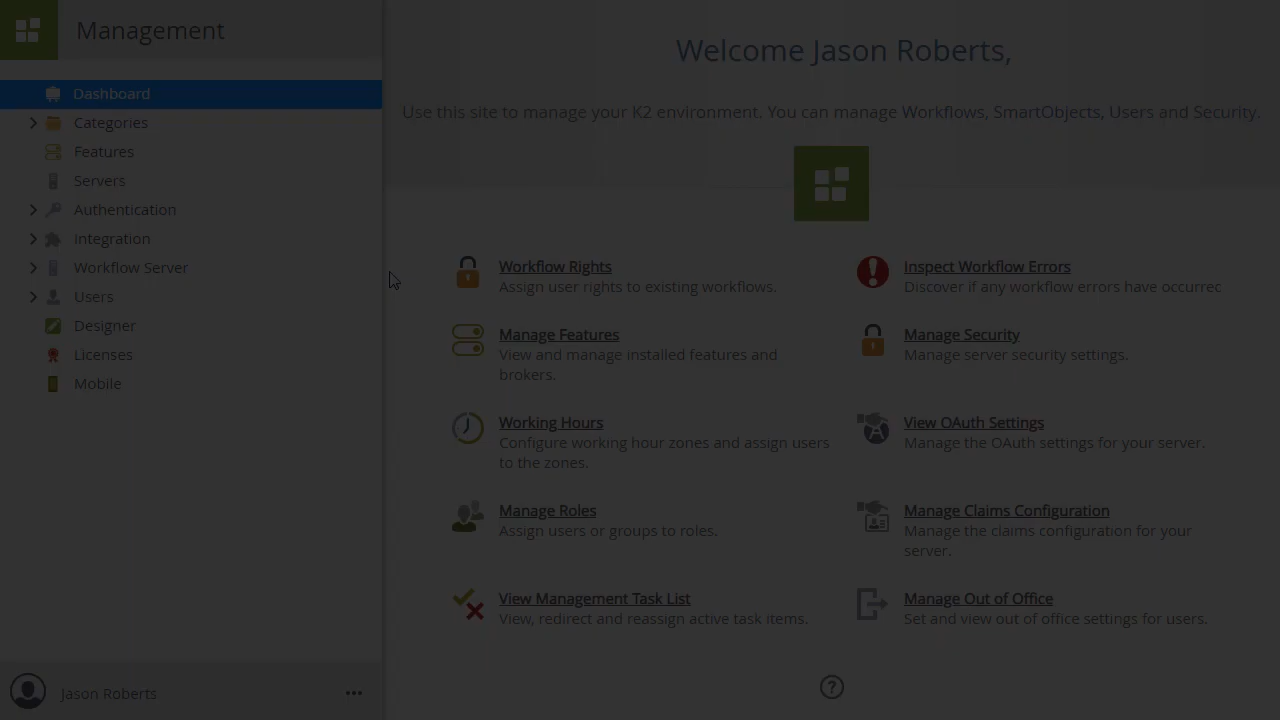 Management
Dashboard
Categories
Features
Servers
Authentication
Integration
Workflow Server
Users
Designer
Licenses
Mobile
Jason Roberts
Welcome Jason Roberts,
Use this site to manage your K2 environment. You can manage Workflows, SmartObjects, Users and Security.
Workflow Rights
Assign user rights to existing workflows.
Manage Features
View and manage installed features and
brokers.
Working Hours
Configure working hour zones and assign users
to the zones.
Manage Roles
Assign users or groups to roles.
View Management Task List
View, redirect and reassign active task items.
Inspect Workflow Errors
Discover if any workflow errors have occurrec
Manage Security
Manage server security settings.
View OAuth Settings
Manage the OAuth settings for your server.
Manage Claims Configuration
Manage the claims configuration for your
server.
Manage Out of Office
Set and view out of office settings for users.